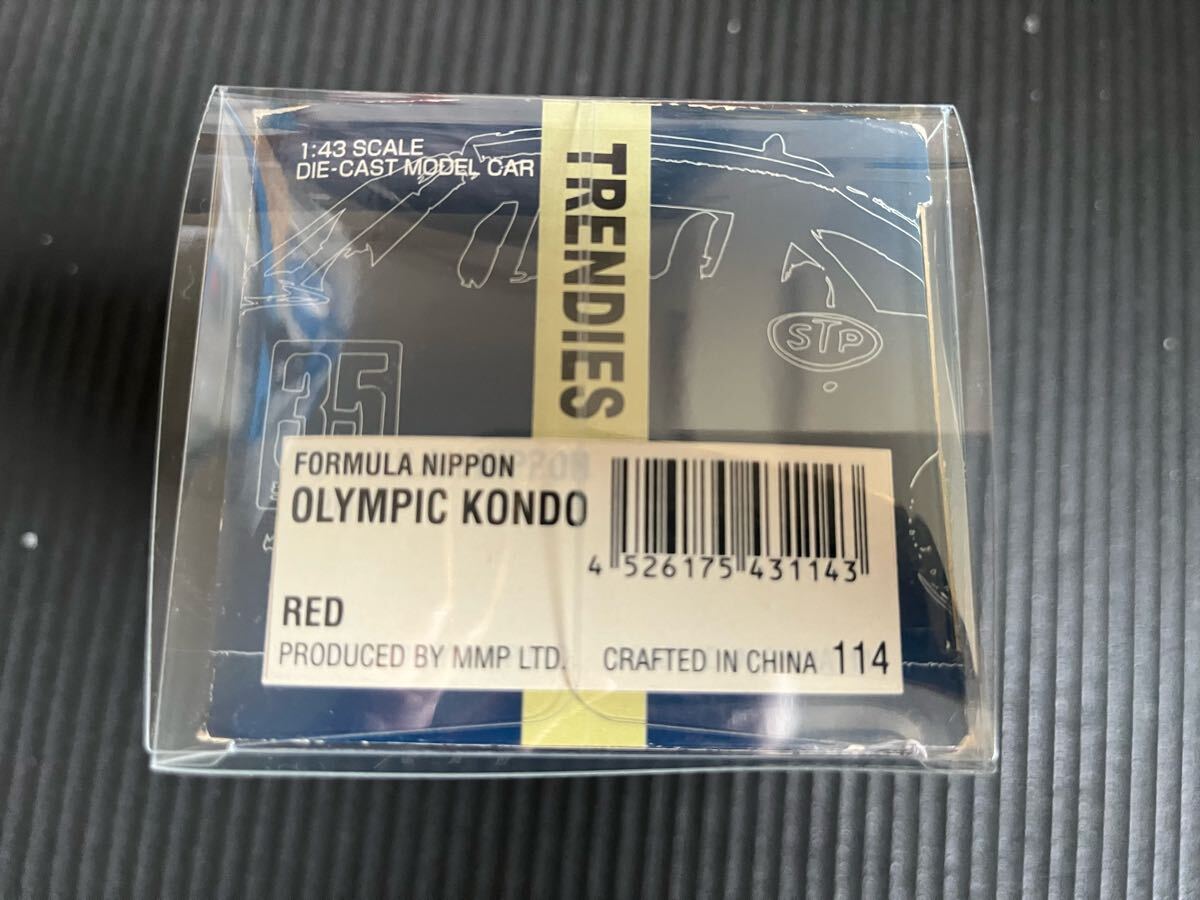 1:43 SCALE
DIE-CAST MODEL CAR
TRENDIES
STP
35
FORMULA NIPPON
OLYMPIC KONDO
4 526175 431143
RED
PRODUCED BY MMP LTD. CRAFTED IN CHINA 114